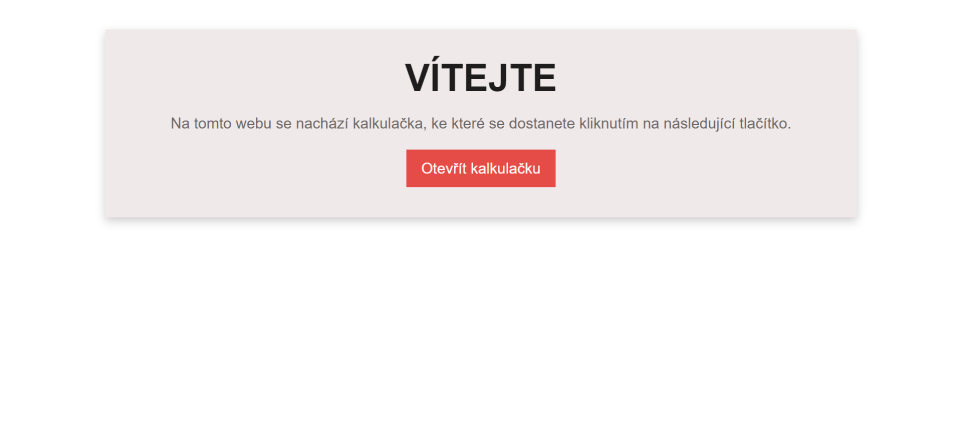 VÍTEJTE
Na tomto webu se nachází kalkulačka, ke které se dostanete kliknutím na následující tlačítko.
Otevřít kalkulačku